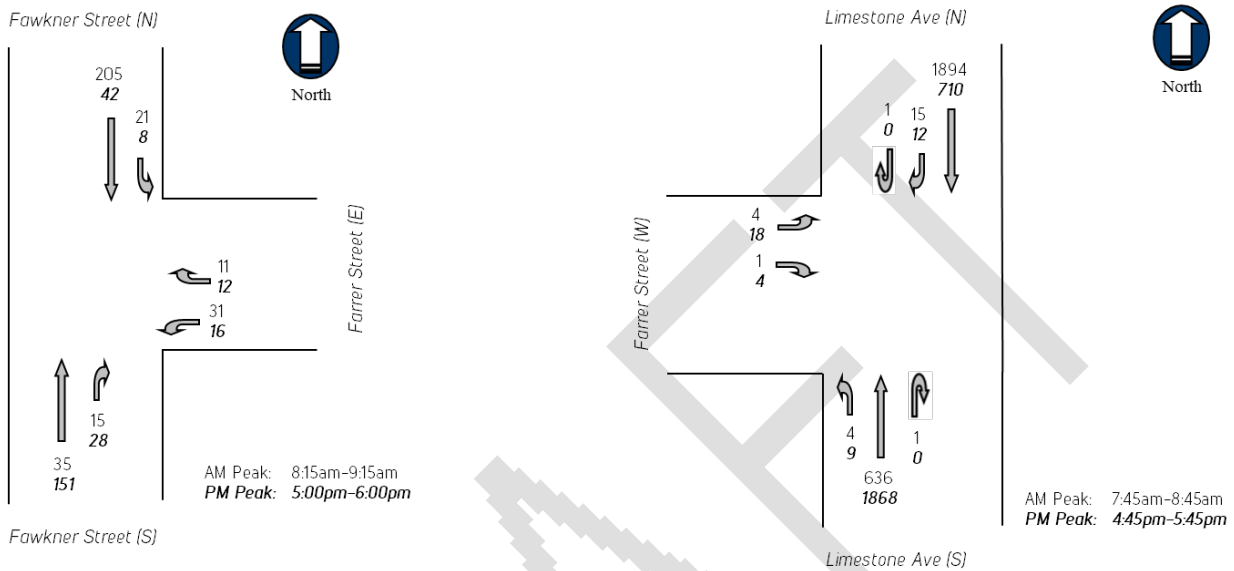 Fawkner Street (N)
North
205
42
21
8
11
12
31
16
Farrer Street (E)
15
28
35
151
AM Peak: 8:15am-9:15am
PM Peak: 5:00pm-6:00pm
Fawkner Street (S)
Limestone Ave (N)
North
1894
710
1
0
15
12
4
18
1
4
Farrer Street (W)
4
9
636
1868
1
0
AM Peak: 7:45am-8:45am
PM Peak: 4:45pm-5:45pm
Limestone Ave (S)